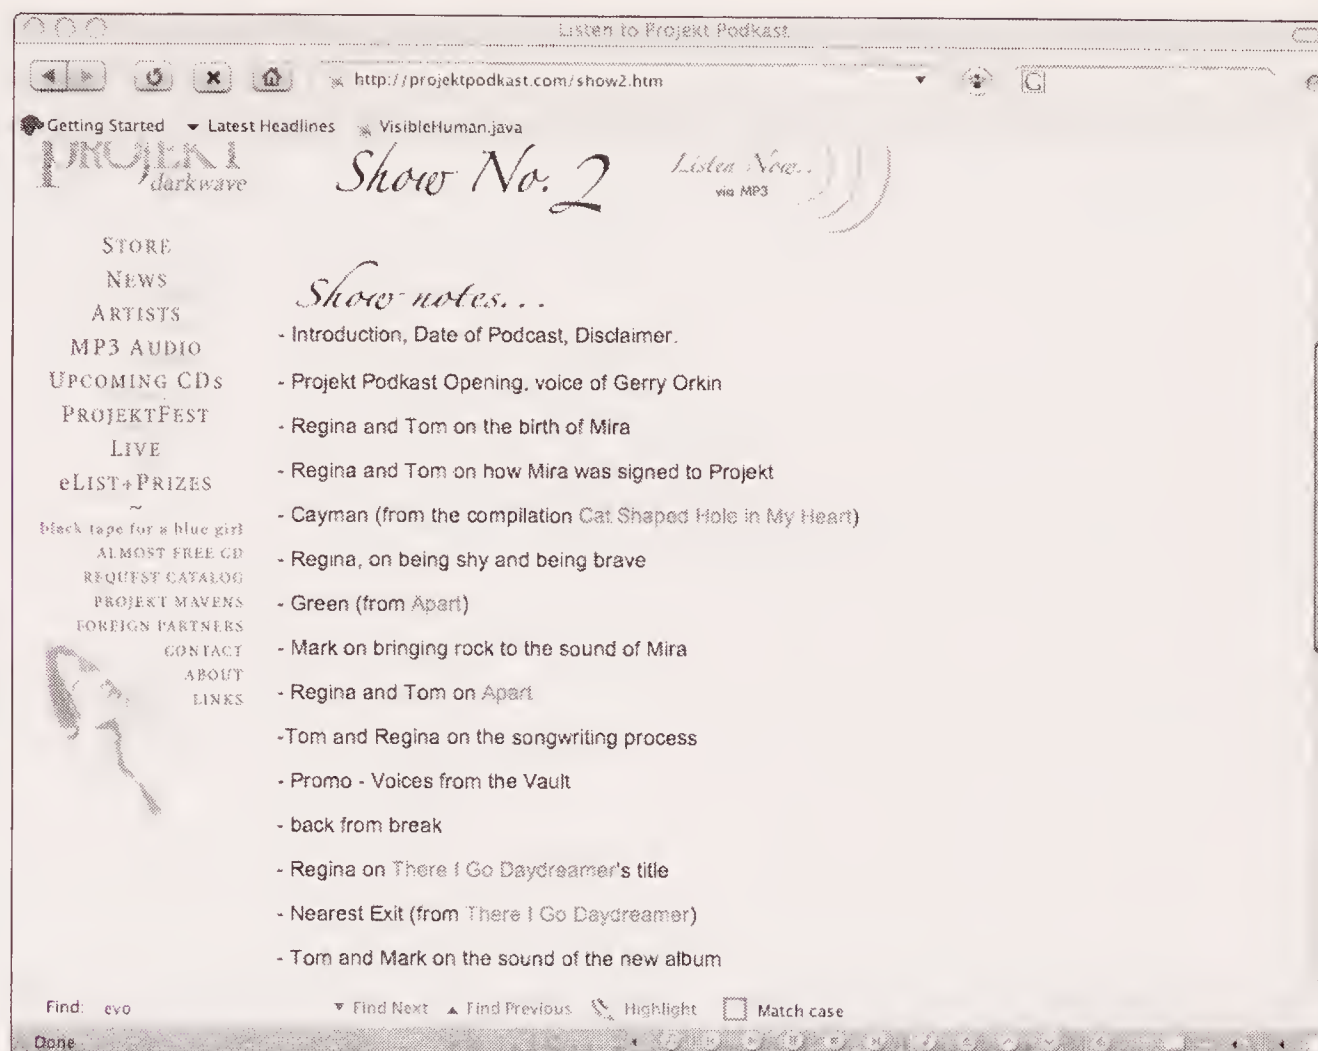 Listen to Projekt Podkast
http://projektpodkast.com/show2.htm
G
Getting Started Latest Headlines VisibleHuman.java
PROJEKT
darkwave
Show No. 2
Listen Now..
via MP3
STORE
NEWS
ARTISTS
MP3 AUDIO
UPCOMING CDS
PROJEKTFEST
LIVE
eLIST+PRIZES
~
black tape for a blue girl
ALMOST FREE CD
REQUEST CATALOG
PROJEKT MAVENS
FOREIGN PARTNERS
CONTACT
ABOUT
LINKS
Show notes...
- Introduction, Date of Podcast, Disclaimer.
- Projekt Podkast Opening, voice of Gerry Orkin
- Regina and Tom on the birth of Mira
- Regina and Tom on how Mira was signed to Projekt
- Cayman (from the compilation Cat Shaped Hole in My Heart)
- Regina, on being shy and being brave
- Green (from Apart)
- Mark on bringing rock to the sound of Mira
- Regina and Tom on Apart
-Tom and Regina on the songwriting process
- Promo - Voices from the Vault
- back from break
- Regina on There I Go Daydreamer's title
- Nearest Exit (from There I Go Daydreamer)
- Tom and Mark on the sound of the new album
Find: evo Find Next Find Previous Highlight Match case
Done